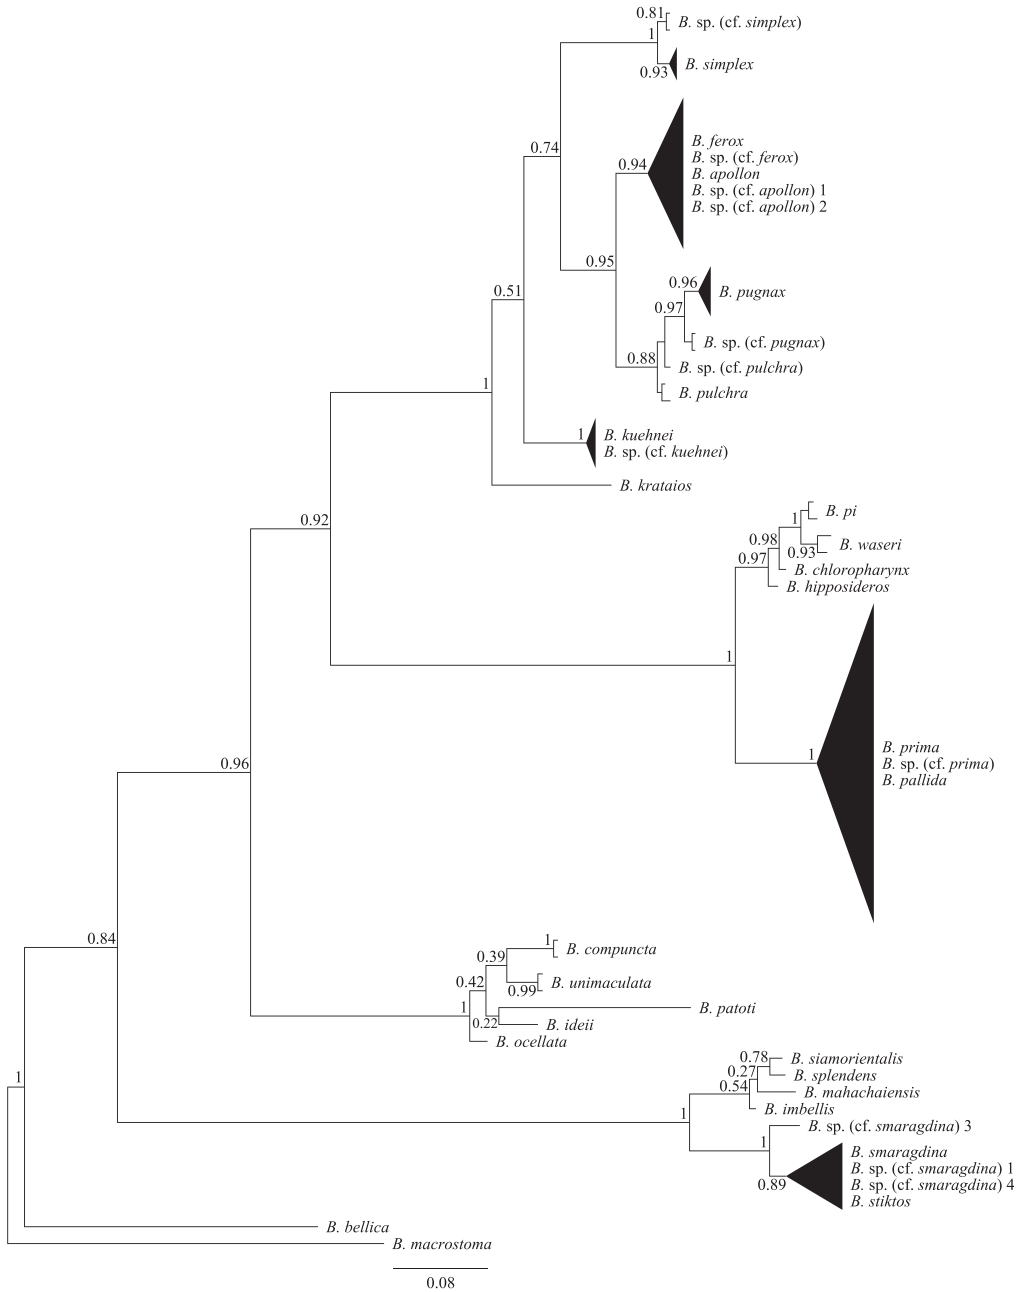 0.81
B. sp. (cf. simplex)
1
0.93
B. simplex
0.74
0.94
B. ferox
B. sp. (cf. ferox)
B. apollon
B. sp. (cf. apollon) 1
B. sp. (cf. apollon) 2
0.95
0.96
B. pugnax
0.51
0.97
B. sp. (cf. pugnax)
0.88
B. sp. (cf. pulchra)
B. pulchra
1
1
B. kuehnei
B. sp. (cf. kuehnei)
B. krataios
0.92
1
B. pi
0.98
0.93
B. waseri
0.97
B. chloropharynx
B. hipposideros
1
1
B. prima
B. sp. (cf. prima)
B. pallida
0.96
0.84
1
B. compuncta
0.39
0.42
0.99
B. unimaculata
1
B. patoti
0.22
B. ideii
B. ocellata
0.78
B. siamorientalis
0.27
B. splendens
0.54
B. mahachaiensis
B. imbellis
1
B. sp. (cf. smaragdina) 3
1
0.89
B. smaragdina
B. sp. (cf. smaragdina) 1
B. sp. (cf. smaragdina) 4
B. stiktos
1
B. bellica
B. macrostoma
0.08